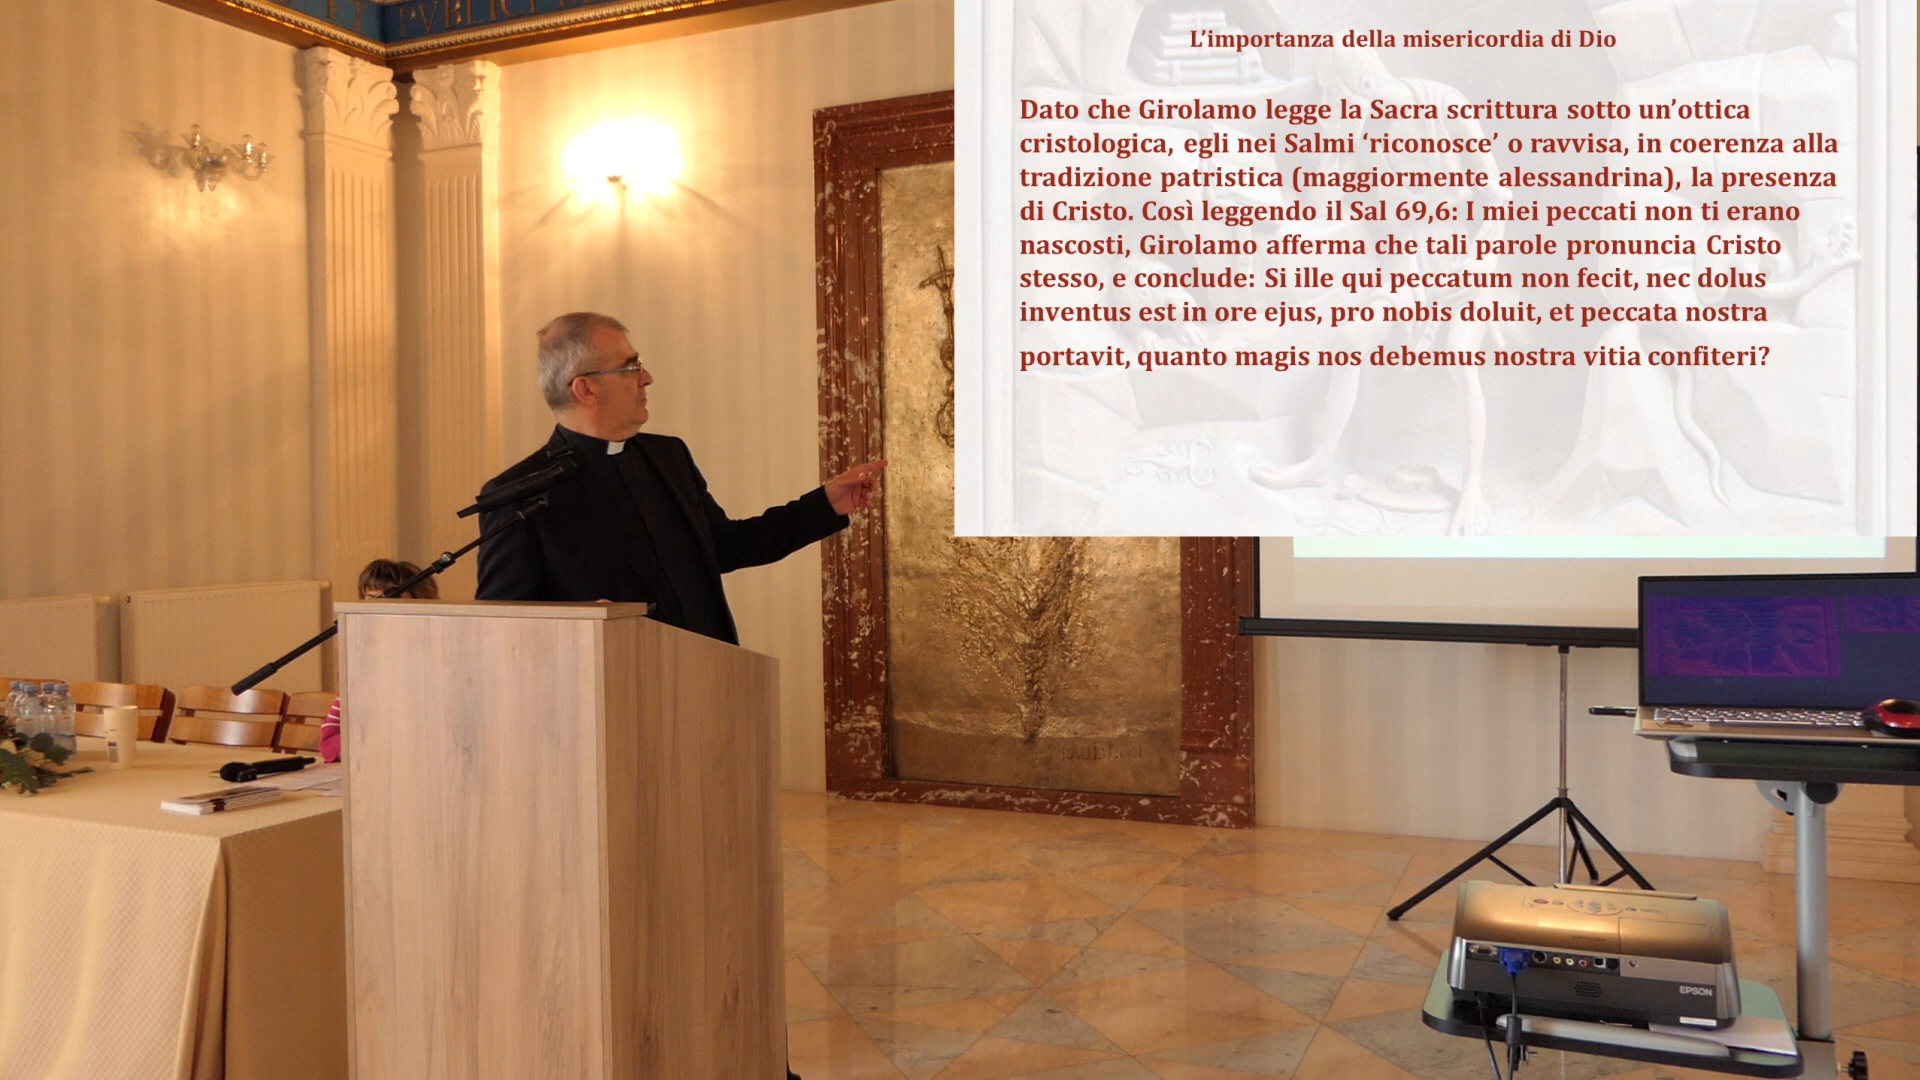 PVBLICI
L’importanza della misericordia di Dio
Dato che Girolamo legge la Sacra scrittura sotto un’ottica
cristologica, egli nei Salmi ‘riconosce’ o ravvisa, in coerenza alla
tradizione patristica (maggiormente alessandrina), la presenza
di Cristo. Così leggendo il Sal 69,6: I miei peccati non ti erano
nascosti, Girolamo afferma che tali parole pronuncia Cristo
stesso, e conclude: Si ille qui peccatum non fecit, nec dolus
inventus est in ore ejus, pro nobis doluit, et peccata nostra
portavit, quanto magis nos debemus nostra vitia confiteri?
EPSON